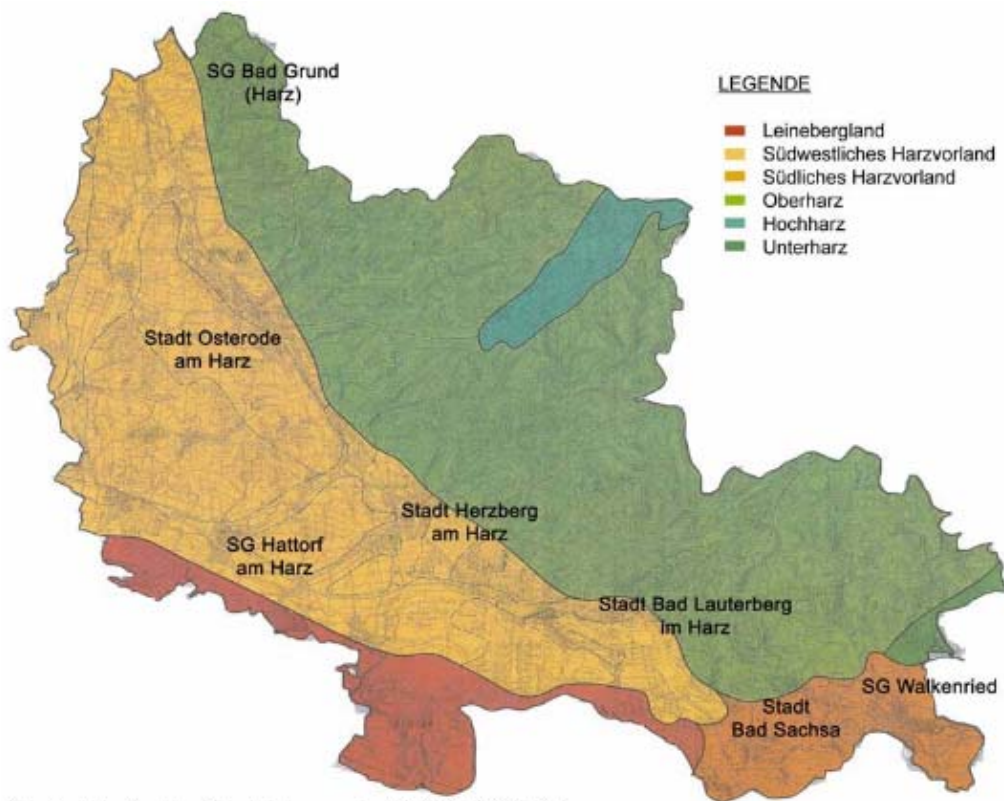 SG Bad Grund
(Harz)
LEGENDE
Leinebergland
Südwestliches Harzvorland
Südliches Harzvorland
Oberharz
Hochharz
Unterharz
Stadt Osterode
am Harz
Stadt Herzberg
am Harz
SG Hattorf
am Harz
Stadt Bad Lauterberg
im Harz
SG Walkenried
Stadt
Bad Sachsa